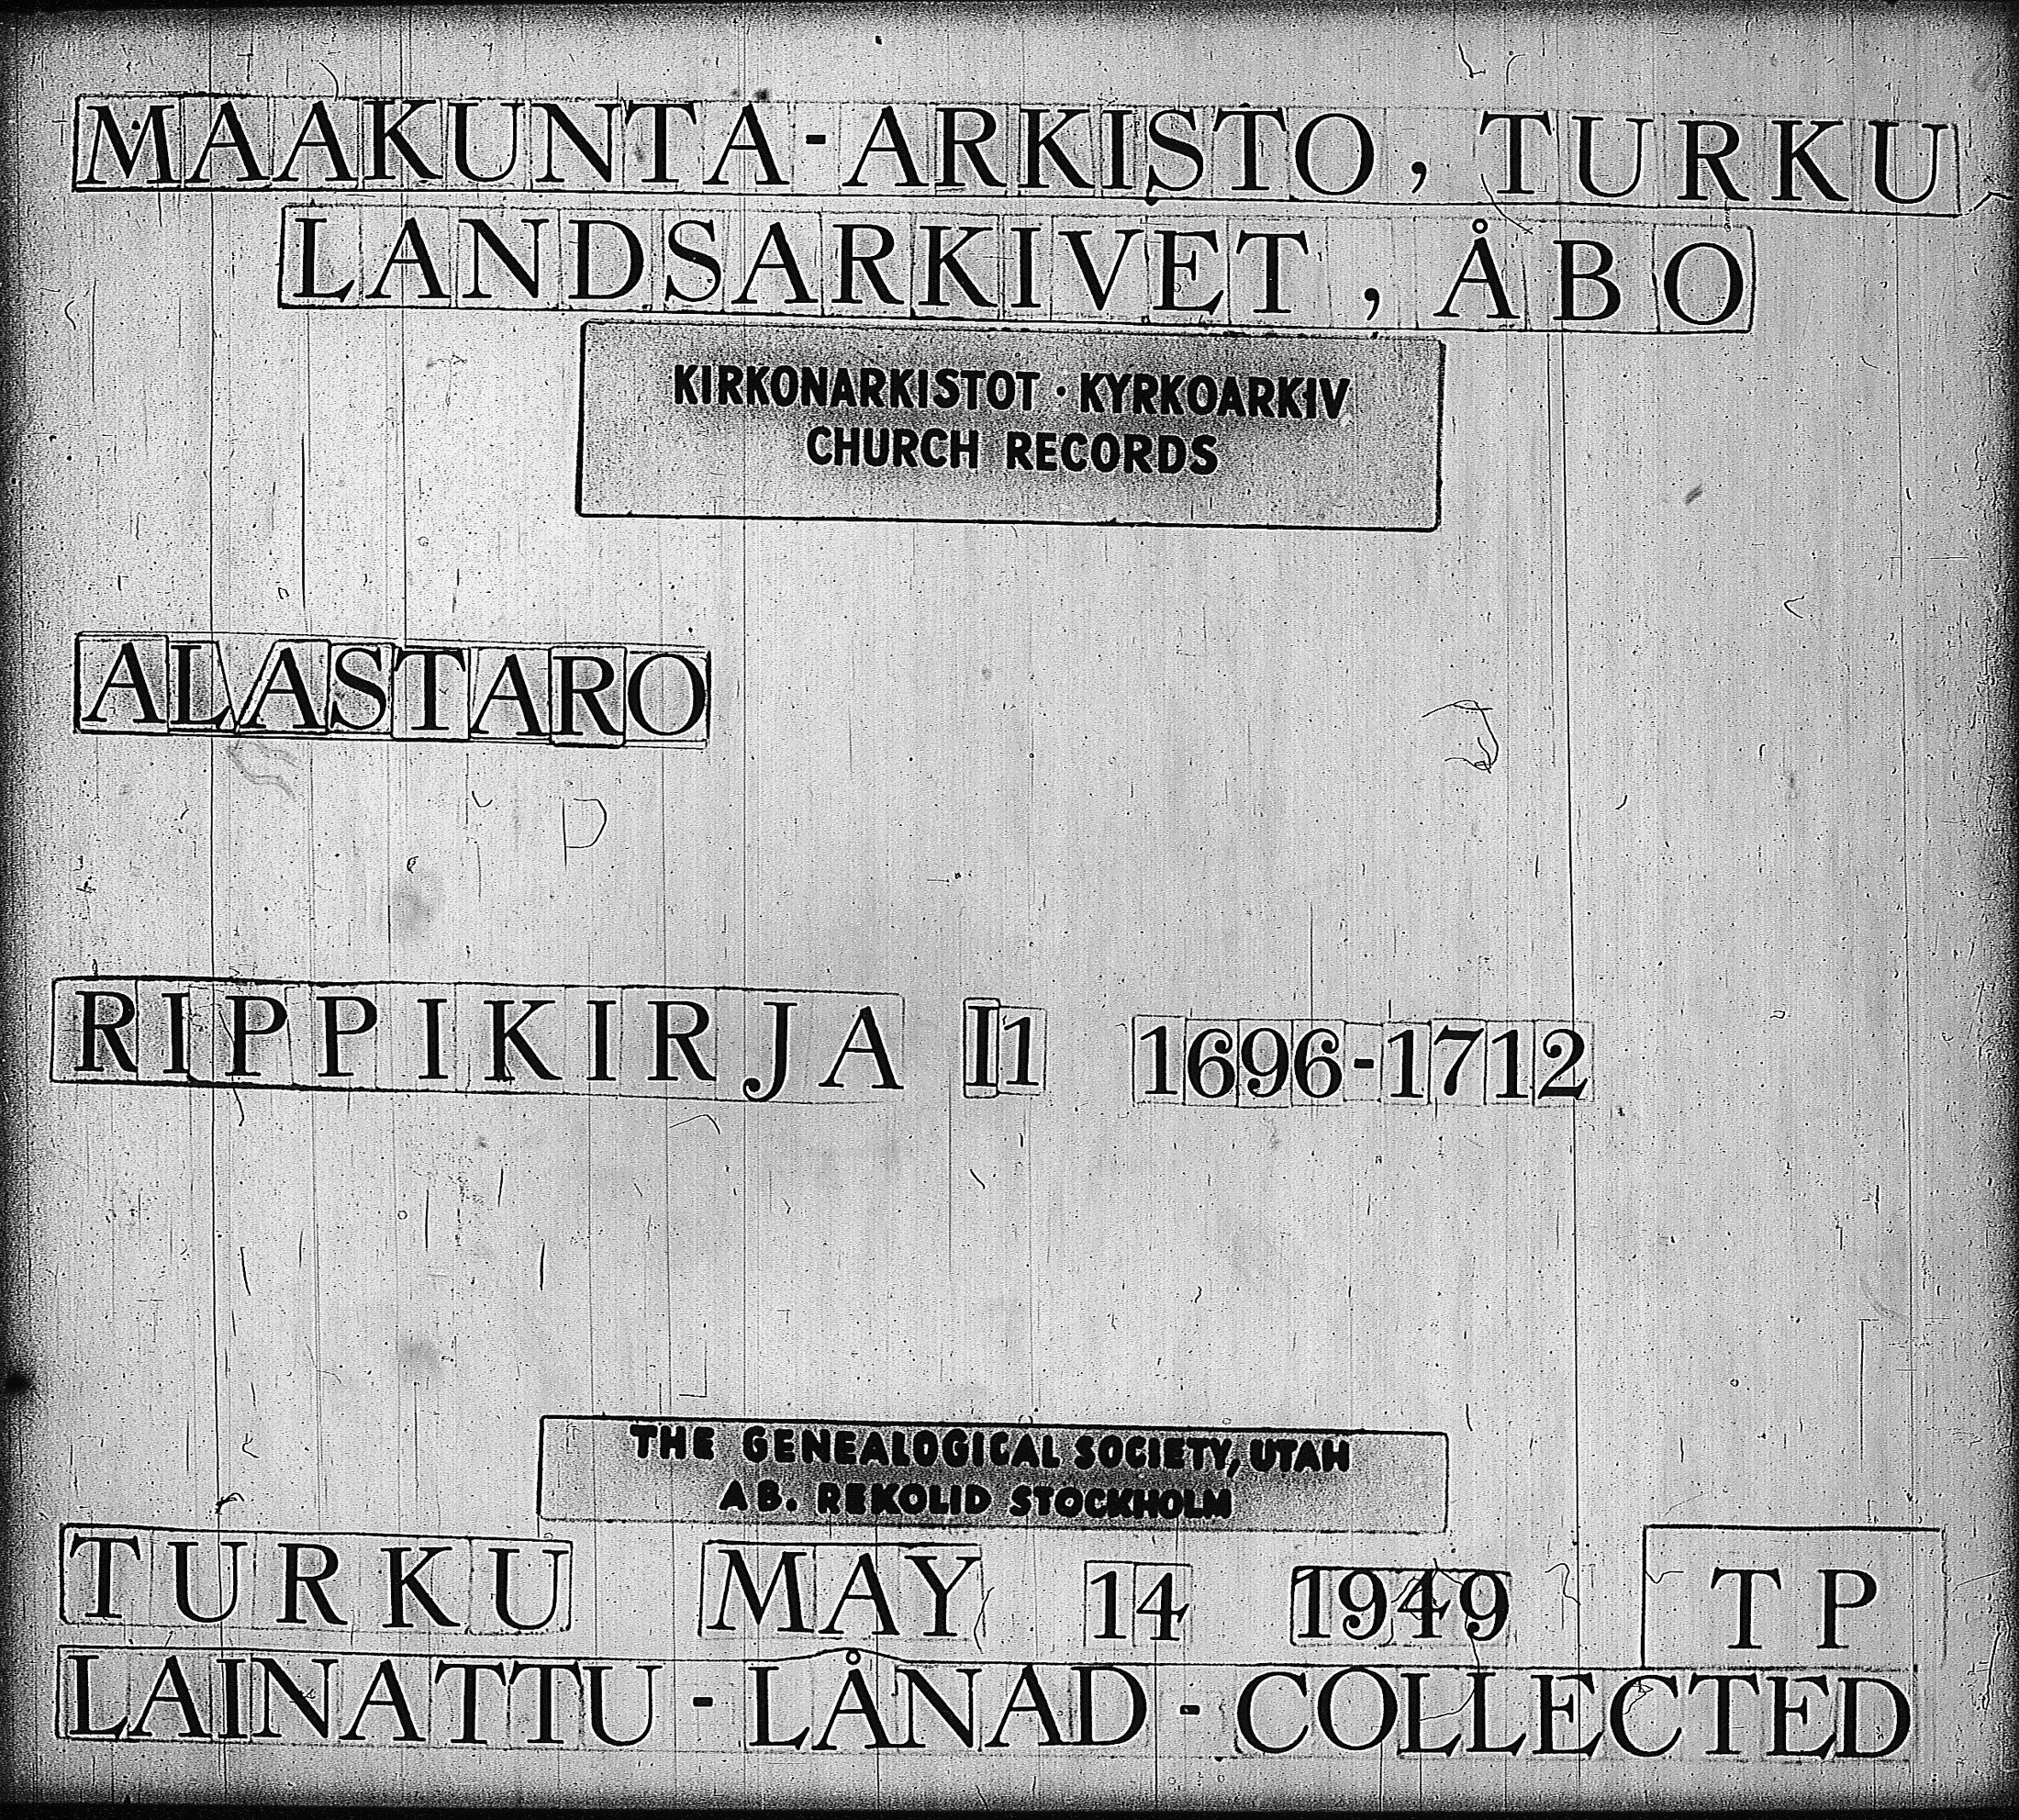 MAAKUNTA-ARKISTO, TURKU
LANDSARKIVET, ÅBO
KIRKONARKISTOT · KYRKOARKIV
CHURCH RECORDS
ALASTARO
RIPPIKIRJA I1 1696-1712
THE GENEALOGICAL SOCIETY, UTAH
AB. REKOLID STOCKHOLM
TURKU MAY 14 1949 TP
LAINATTU - LÅNAD - COLLECTED